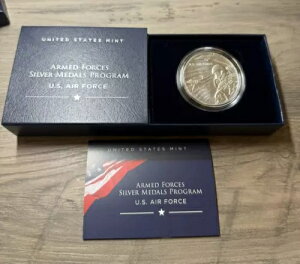 UNITED STATES MINT
ARMED FORCES
SILVER MEDALS PROGRAM
U.S. AIR FORCE
UNITED STATES MINT
ARMED FORCES
SILVER MEDALS PROGRAM
U.S. AIR FORCE